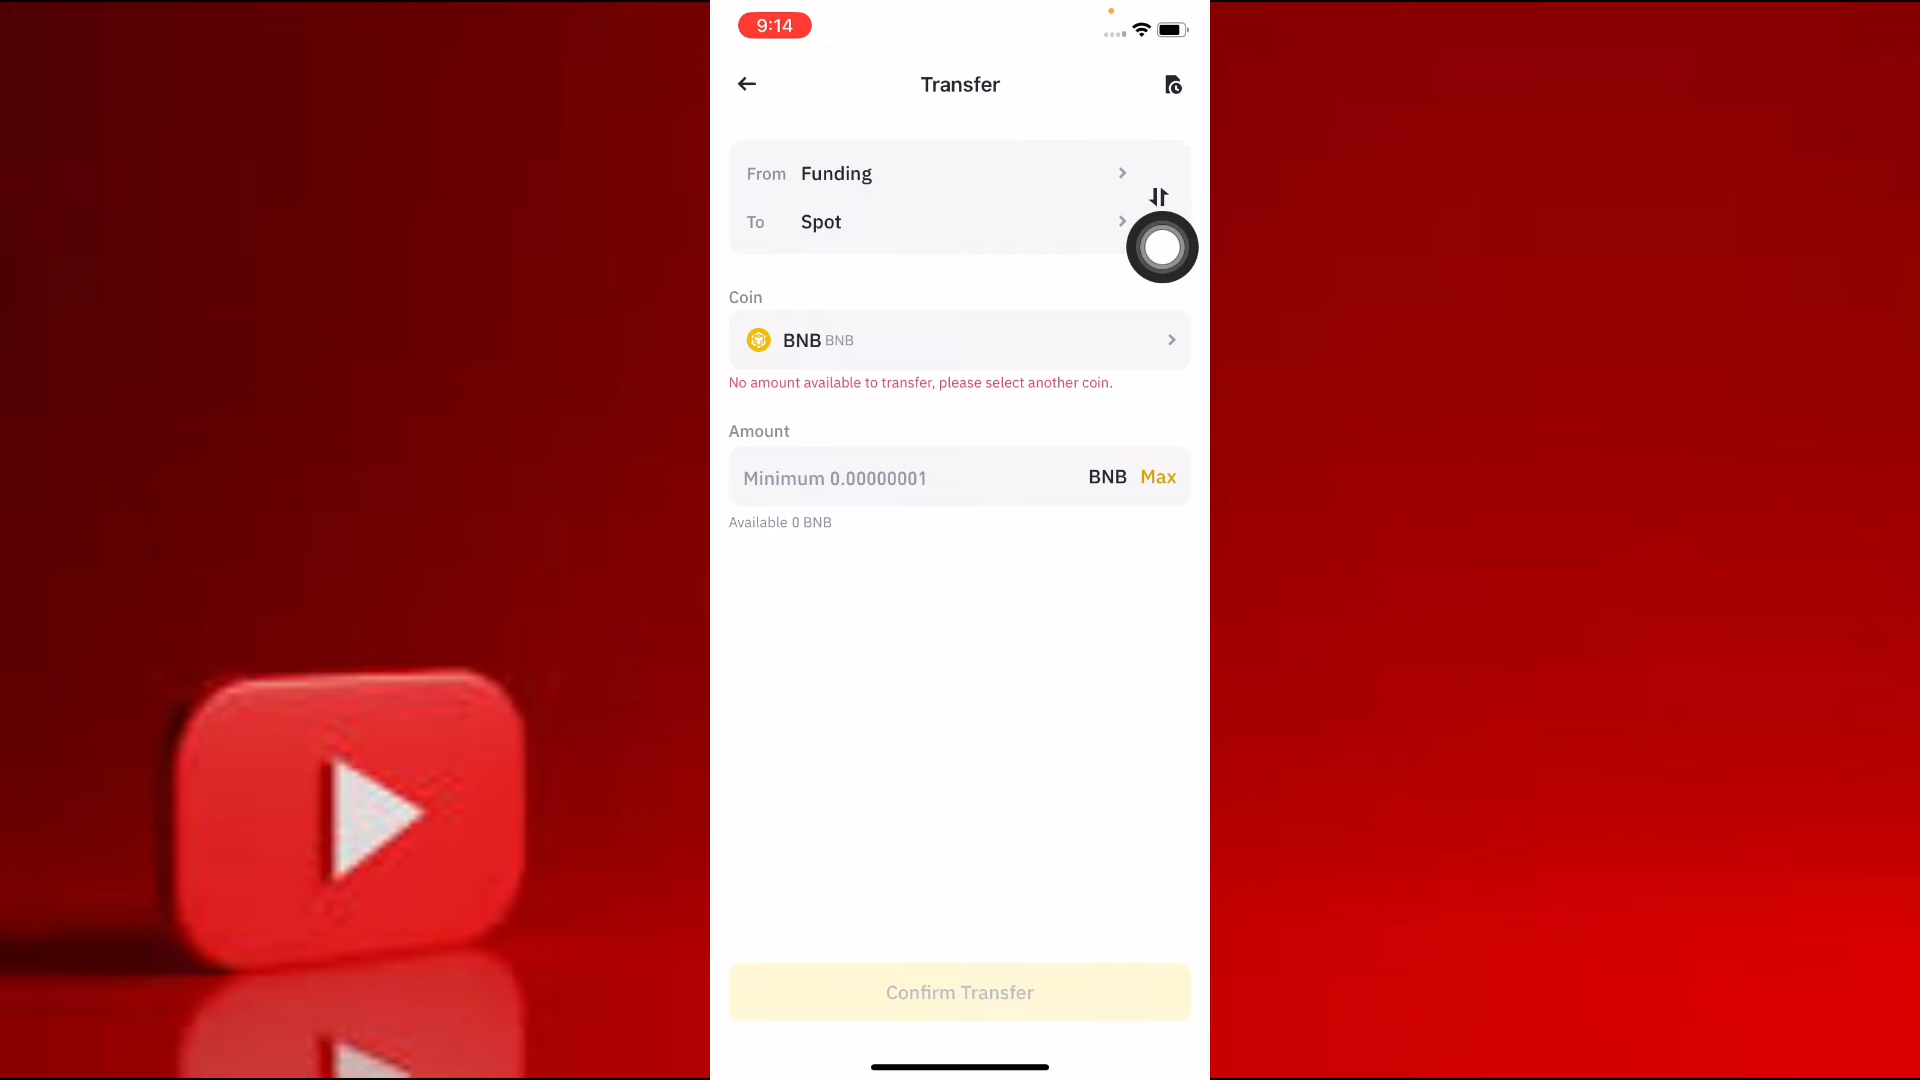 9:14
Transfer
From Funding
To Spot
Coin
BNB BNB
No amount available to transfer, please select another coin.
Amount
Minimum 0.00000001 BNB Max
Available 0 BNB
Confirm Transfer